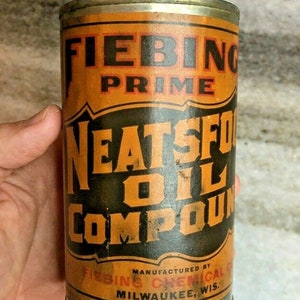 FIEBING
PRIME
NEATSFO
OIL
COMPOUN
MANUFACTURED BY
FIEBING CHEMICAL C
MILWAUKEE, WIS.